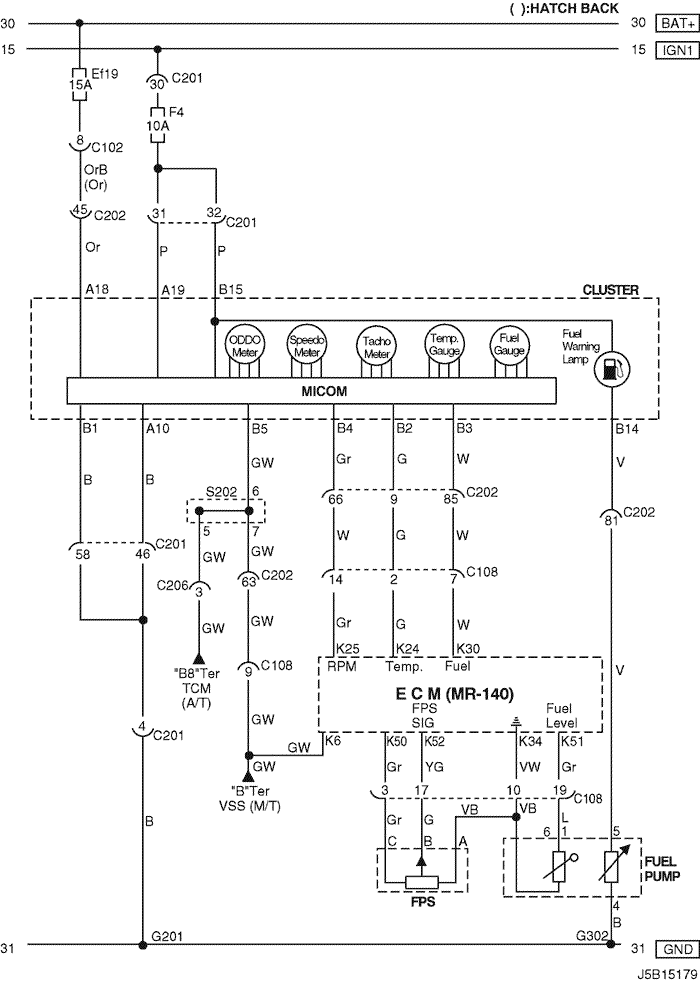 ( ):HATCH BACK
30 30 BAT+
15 15 IGN1
Ef19
15A
30 C201
F4
10A
8 C102
OrB
(Or)
45 C202
31 32 C201
Or P P
A18 A19 B15
CLUSTER
ODDO
Meter
Speedo
Meter
Tacho
Meter
Temp.
Gauge
Fuel
Gauge
Fuel
Warning
Lamp
MICOM
B1 A10 B5 B4 B2 B3 B14
B B GW Gr G W V
S202 6
66 9 85 C202
81 C202
5 7
GW GW W G W
58 46 C201
C206 3
63 C202
14 2 7 C108
GW GW Gr G W
"B8"Ter
TCM
(A/T)
9 C108
K25 K24 K30
RPM Temp. Fuel
V
E C M (MR-140)
FPS
SIG
Fuel
Level
4 C201
GW GW
K6 K50 K52 K34 K51
GW
"B"Ter
VSS (M/T)
Gr YG VW Gr
3 17 10 19 C108
B
Gr G VB VB L
C B A
6 1 5
FUEL
PUMP
FPS
4
B
G201 G302
31 31 GND
J5B15179